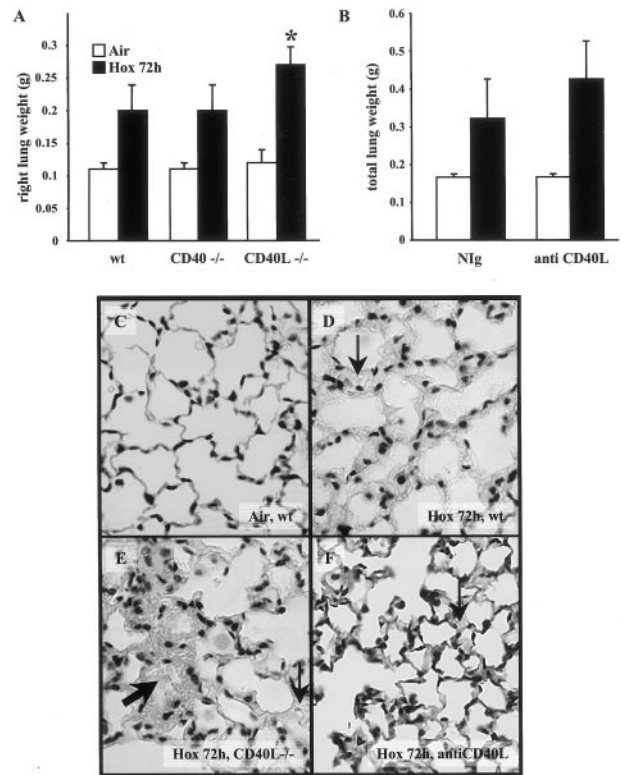 A
right lung weight (g)
0.3
0.25
0.2
0.15
0.1
0.05
0
Air
Hox 72h
*
wt
CD40 -/-
CD40L -/-
B
total lung weight (g)
0.6
0.5
0.4
0.3
0.2
0.1
0
NIg
anti CD40L
C
Air, wt
D
Hox 72h, wt
E
Hox 72h, CD40L-/-
F
Hox 72h, antiCD40L